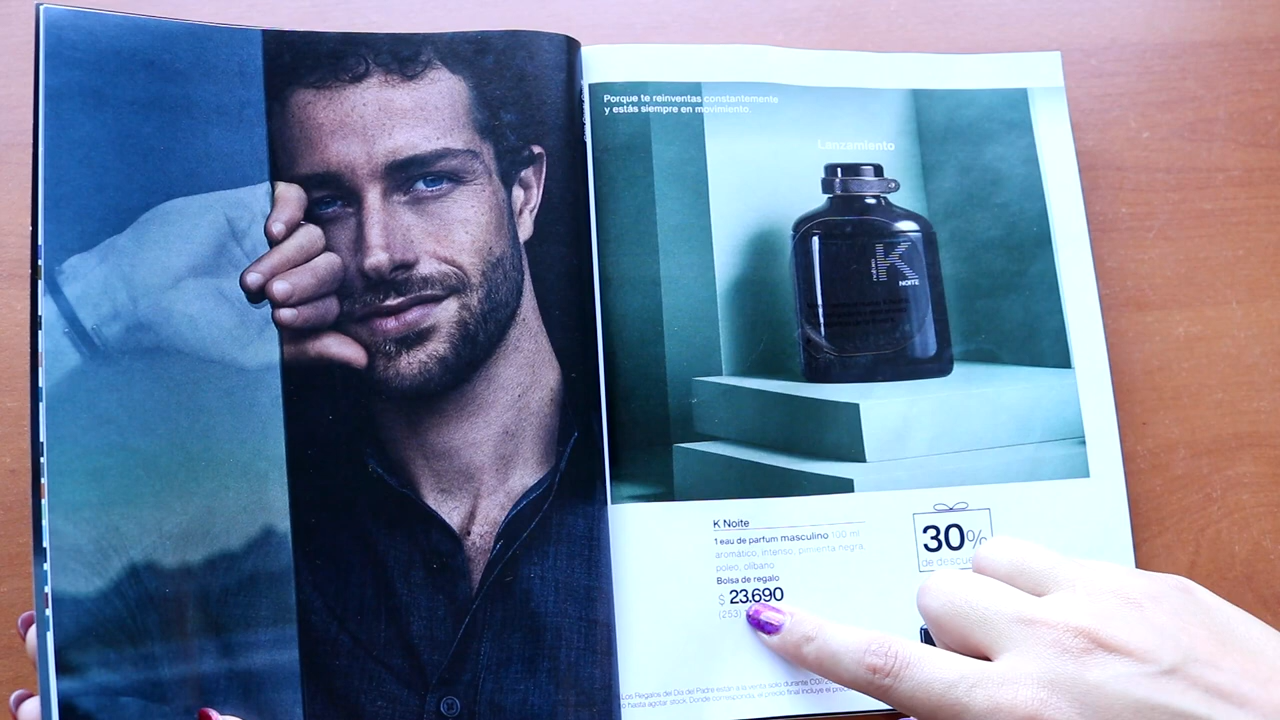 Porque te reinventas constantemente
y estás siempre en movimiento.
Lanzamiento
K
NOITE
K Noite
1 eau de parfum masculino 100 ml
aromático, intenso, pimienta negra,
poleo, olíbano
Bolsa de regalo
$ 23.690
(253)
30%
de descue
Los Regalos del Día del Padre están a la venta solo durante
o hasta agotar stock. Donde corresponda, el precio final incluye el